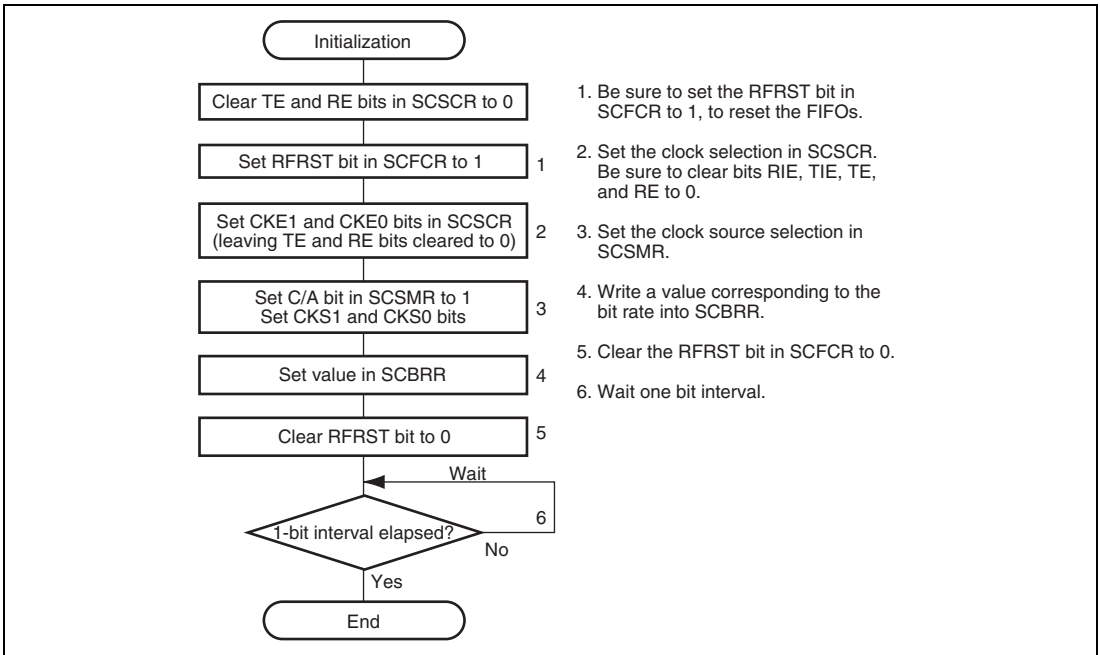 Initialization
Clear TE and RE bits in SCSCR to 0
Set RFRST bit in SCFCR to 1
1
Set CKE1 and CKE0 bits in SCSCR
(leaving TE and RE bits cleared to 0)
2
Set C/A bit in SCSMR to 1
Set CKS1 and CKS0 bits
3
Set value in SCBRR
4
Clear RFRST bit to 0
5
Wait
1-bit interval elapsed?
6
No
Yes
End
1. Be sure to set the RFRST bit in
SCFCR to 1, to reset the FIFOs.
2. Set the clock selection in SCSCR.
Be sure to clear bits RIE, TIE, TE,
and RE to 0.
3. Set the clock source selection in
SCSMR.
4. Write a value corresponding to the
bit rate into SCBRR.
5. Clear the RFRST bit in SCFCR to 0.
6. Wait one bit interval.